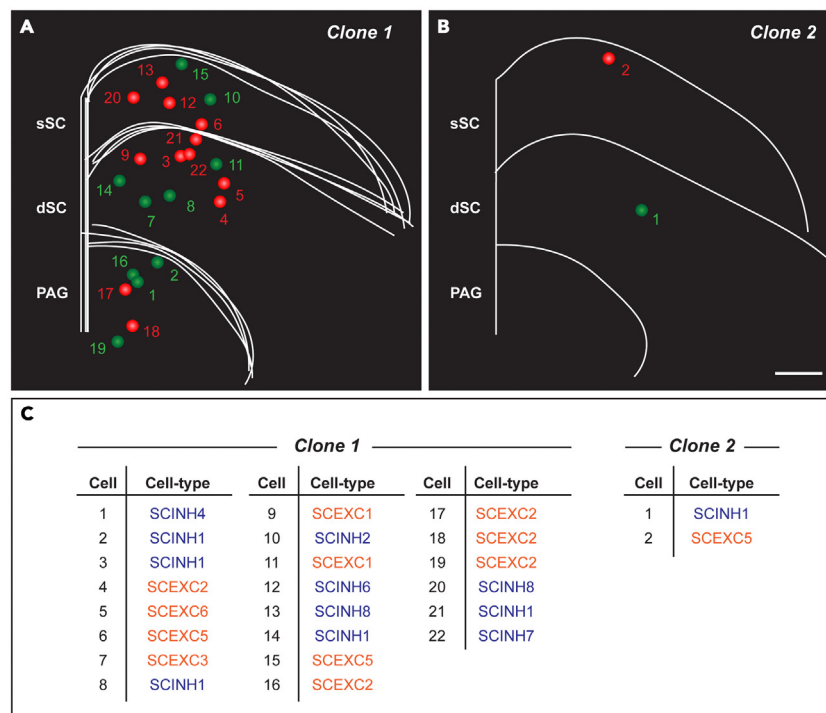 A
Clone 1
13
15
20
12
10
sSC
6
21
9
3
22
11
14
5
dSC
7
8
4
16
2
PAG
17
1
18
19
B
Clone 2
2
sSC
dSC
1
PAG
C
Clone 1
Cell Cell-type Cell Cell-type Cell Cell-type
1 SCINH4 9 SCEXC1 17 SCEXC2
2 SCINH1 10 SCINH2 18 SCEXC2
3 SCINH1 11 SCEXC1 19 SCEXC2
4 SCEXC2 12 SCINH6 20 SCINH8
5 SCEXC6 13 SCINH8 21 SCINH1
6 SCEXC5 14 SCINH1 22 SCINH7
7 SCEXC3 15 SCEXC5
8 SCINH1 16 SCEXC2
Clone 2
Cell Cell-type
1 SCINH1
2 SCEXC5